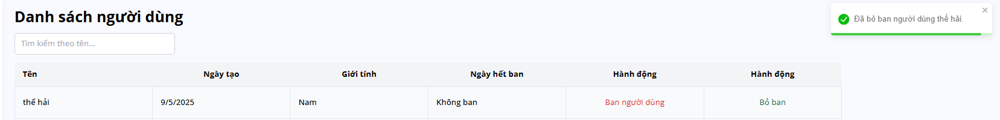 Danh sách người dùng
Đã bỏ ban người dùng thế hải.
Tìm kiếm theo tên...
Tên Ngày tạo Giới tính Ngày hết ban Hành động Hành động
thế hải 9/5/2025 Nam Không ban Ban người dùng Bỏ ban